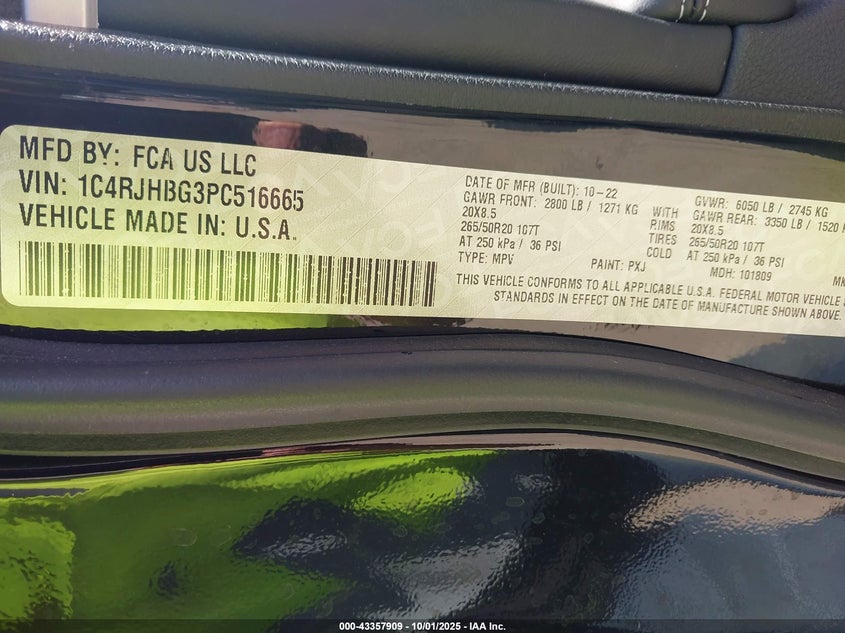 MFD BY: FCA US LLC
VIN: 1C4RJHBG3PC516665
VEHICLE MADE IN: U.S.A.
DATE OF MFR (BUILT): 10-22
GAWR FRONT: 2800 LB / 1271 KG
20X8.5
265/50R20 107T
AT 250 kPa / 36 PSI
TYPE: MPV
WITH
RIMS
TIRES
COLD
PAINT: PXJ
GVWR: 6050 LB / 2745 KG
GAWR REAR: 3350 LB / 1520
20X8.5
265/50R20 107T
AT 250 kPa / 36 PSI
MDH: 101809
THIS VEHICLE CONFORMS TO ALL APPLICABLE U.S.A. FEDERAL MOTOR VEHICLE
STANDARDS IN EFFECT ON THE DATE OF MANUFACTURE SHOWN ABOVE.
000-43357909 - 10/01/2025 - IAA Inc.